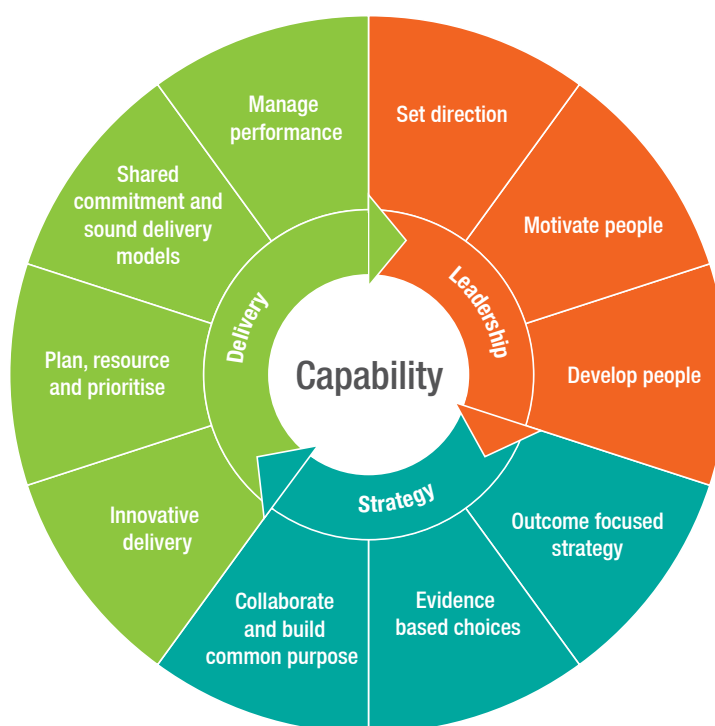 Manage
performance
Set direction
Shared
commitment and
sound delivery
models
Motivate people
Delivery
Leadership
Plan, resource
and prioritise
Capability
Develop people
Strategy
Innovative
delivery
Outcome focused
strategy
Collaborate
and build
common purpose
Evidence
based choices